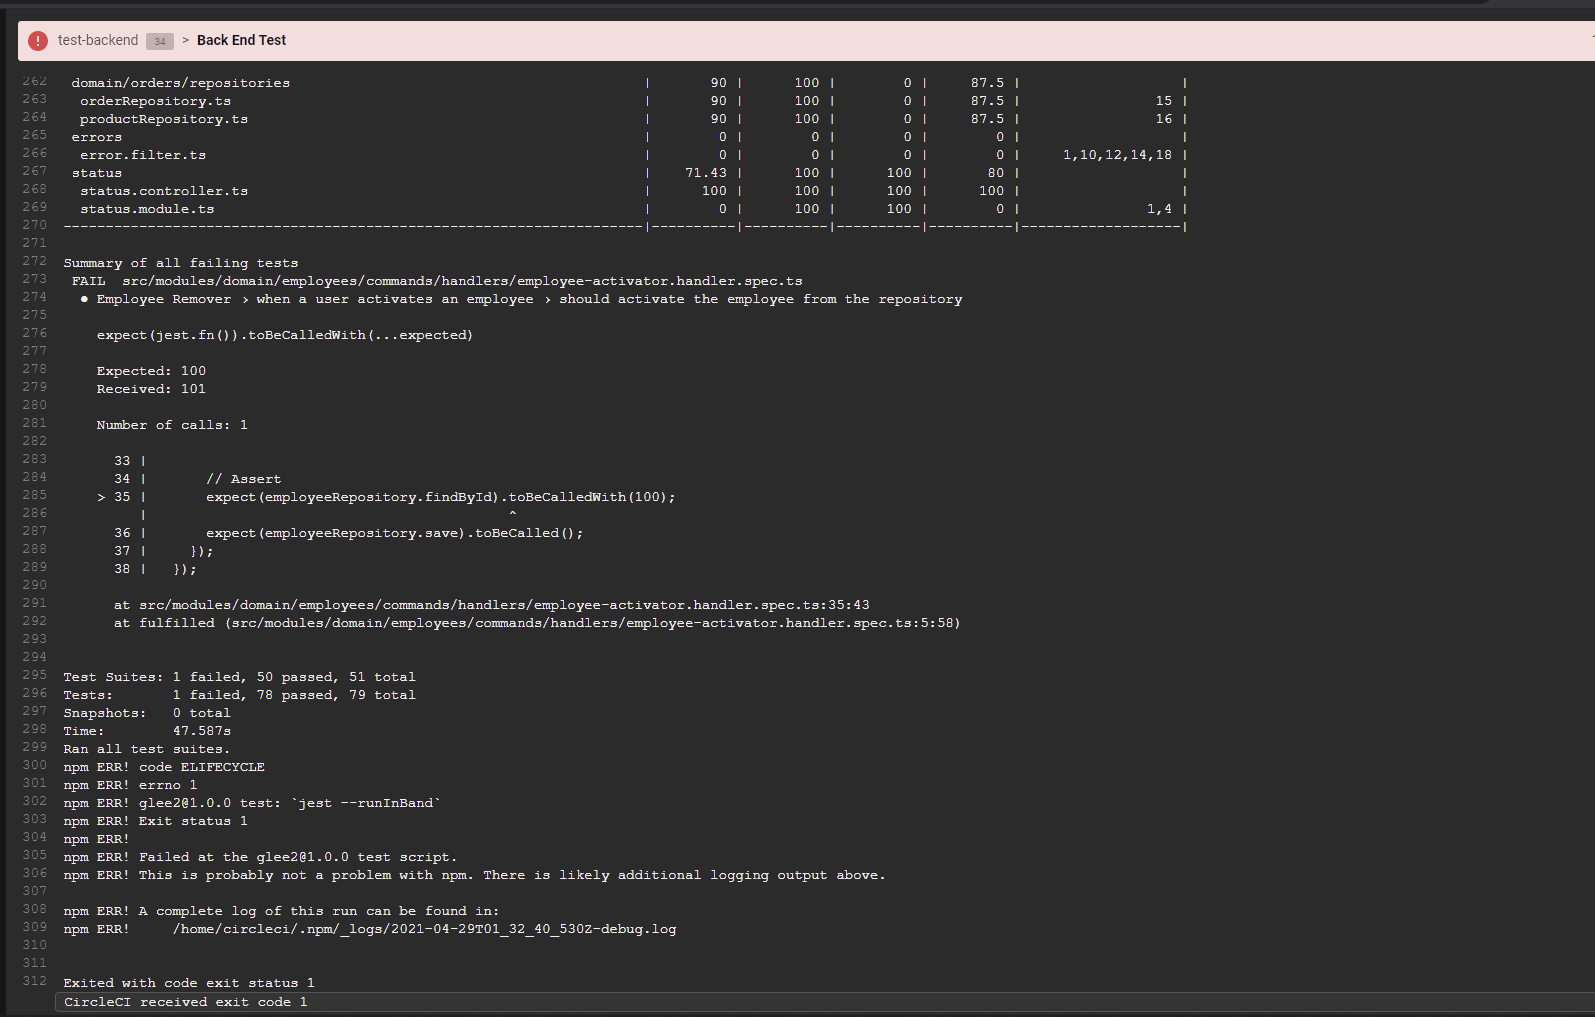 test-backend 34 > Back End Test
262 domain/orders/repositories | 90 | 100 | 0 | 87.5 | |
263 orderRepository.ts | 90 | 100 | 0 | 87.5 | 15 |
264 productRepository.ts | 90 | 100 | 0 | 87.5 | 16 |
265 errors | 0 | 0 | 0 | 0 | |
266 error.filter.ts | 0 | 0 | 0 | 0 | 1,10,12,14,18 |
267 status | 71.43 | 100 | 100 | 80 | |
268 status.controller.ts | 100 | 100 | 100 | 100 | |
269 status.module.ts | 0 | 100 | 100 | 0 | 1,4 |
270 ---------------------------------------------------------------------|----------|----------|----------|----------|-------------------|
271
272 Summary of all failing tests
273 FAIL src/modules/domain/employees/commands/handlers/employee-activator.handler.spec.ts
274 ● Employee Remover › when a user activates an employee › should activate the employee from the repository
275
276 expect(jest.fn()).toBeCalledWith(...expected)
277
278 Expected: 100
279 Received: 101
280
281 Number of calls: 1
282
283 33 |
284 34 | // Assert
285 > 35 | expect(employeeRepository.findById).toBeCalledWith(100);
286 | ^
287 36 | expect(employeeRepository.save).toBeCalled();
288 37 | });
289 38 | });
290
291 at src/modules/domain/employees/commands/handlers/employee-activator.handler.spec.ts:35:43
292 at fulfilled (src/modules/domain/employees/commands/handlers/employee-activator.handler.spec.ts:5:58)
293
294
295 Test Suites: 1 failed, 50 passed, 51 total
296 Tests: 1 failed, 78 passed, 79 total
297 Snapshots: 0 total
298 Time: 47.587s
299 Ran all test suites.
300 npm ERR! code ELIFECYCLE
301 npm ERR! errno 1
302 npm ERR! glee2@1.0.0 test: `jest --runInBand`
303 npm ERR! Exit status 1
304 npm ERR!
305 npm ERR! Failed at the glee2@1.0.0 test script.
306 npm ERR! This is probably not a problem with npm. There is likely additional logging output above.
307
308 npm ERR! A complete log of this run can be found in:
309 npm ERR! /home/circleci/.npm/_logs/2021-04-29T01_32_40_530Z-debug.log
310
311
312 Exited with code exit status 1
CircleCI received exit code 1